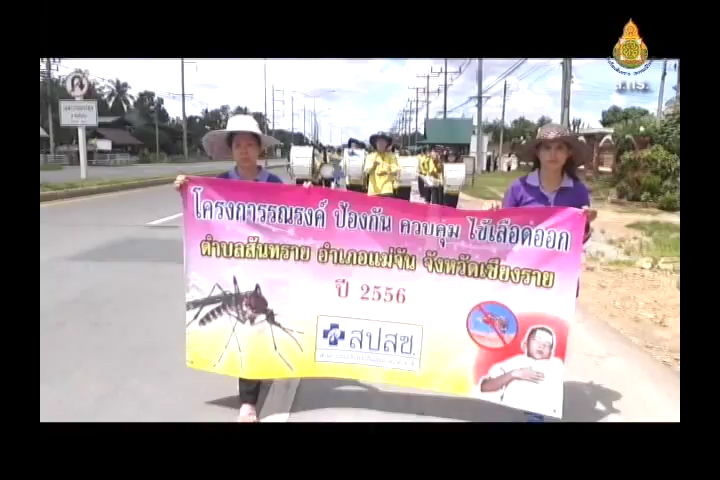 โครงการรณรงค์ ป้องกัน ควบคุม ไข้เลือดออก
ตำบลสันทราย อำเภอแม่จัน จังหวัดเชียงราย
ปี 2556
สปสช.